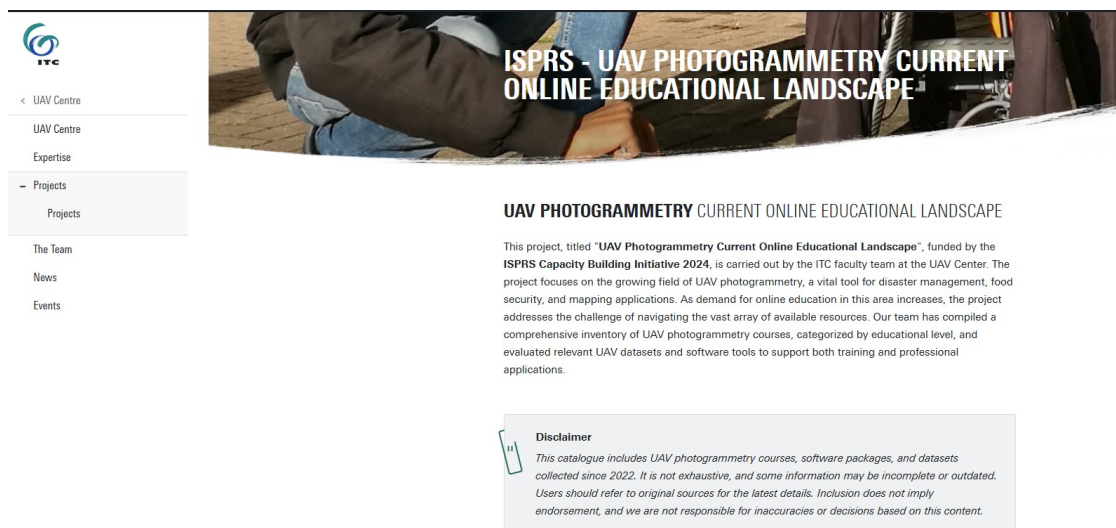 ITC
< UAV Centre
UAV Centre
Expertise
– Projects
Projects
The Team
News
Events
ISPRS - UAV PHOTOGRAMMETRY CURRENT
ONLINE EDUCATIONAL LANDSCAPE
UAV PHOTOGRAMMETRY CURRENT ONLINE EDUCATIONAL LANDSCAPE
This project, titled "UAV Photogrammetry Current Online Educational Landscape", funded by the
ISPRS Capacity Building Initiative 2024, is carried out by the ITC faculty team at the UAV Center. The
project focuses on the growing field of UAV photogrammetry, a vital tool for disaster management, food
security, and mapping applications. As demand for online education in this area increases, the project
addresses the challenge of navigating the vast array of available resources. Our team has compiled a
comprehensive inventory of UAV photogrammetry courses, categorized by educational level, and
evaluated relevant UAV datasets and software tools to support both training and professional
applications.
Disclaimer
This catalogue includes UAV photogrammetry courses, software packages, and datasets
collected since 2022. It is not exhaustive, and some information may be incomplete or outdated.
Users should refer to original sources for the latest details. Inclusion does not imply
endorsement, and we are not responsible for inaccuracies or decisions based on this content.